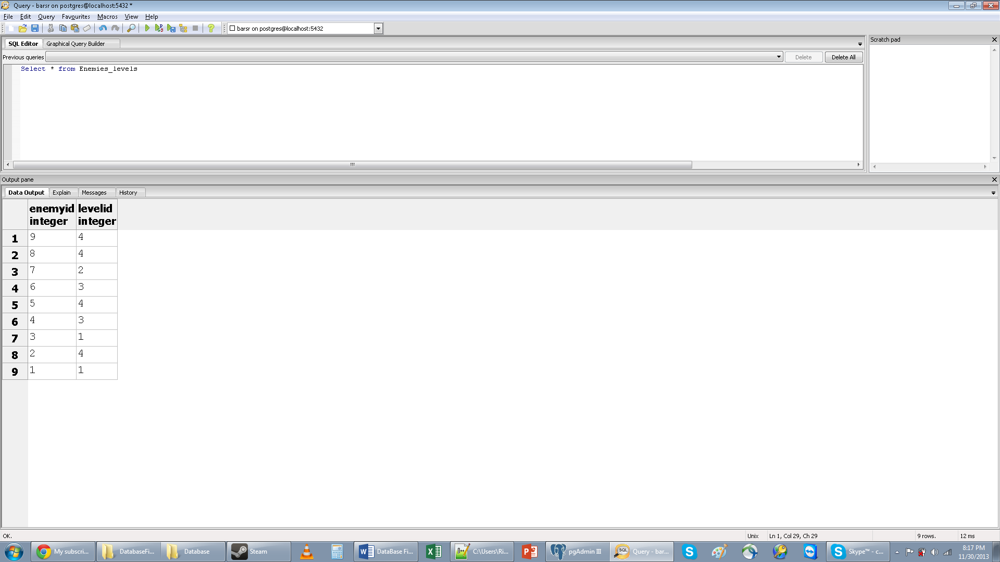 Query - barsr on postgres@localhost:5432 *
File Edit Query Favourites Macros View Help
barsr on postgres@localhost:5432
SQL Editor Graphical Query Builder
Scratch pad
Previous queries Delete Delete All
Select * from Enemies_levels
Output pane
Data Output Explain Messages History
enemyid levelid
integer integer
1 9 4
2 8 4
3 7 2
4 6 3
5 5 4
6 4 3
7 3 1
8 2 4
9 1 1
OK. Unix Ln 1, Col 29, Ch 29 9 rows. 12 ms
My subscri... DatabaseFi... Database Steam DataBase Fi... C:\Users\Ri... pgAdmin III Query - bar... Skype™ - c... 8:17 PM
11/30/2013